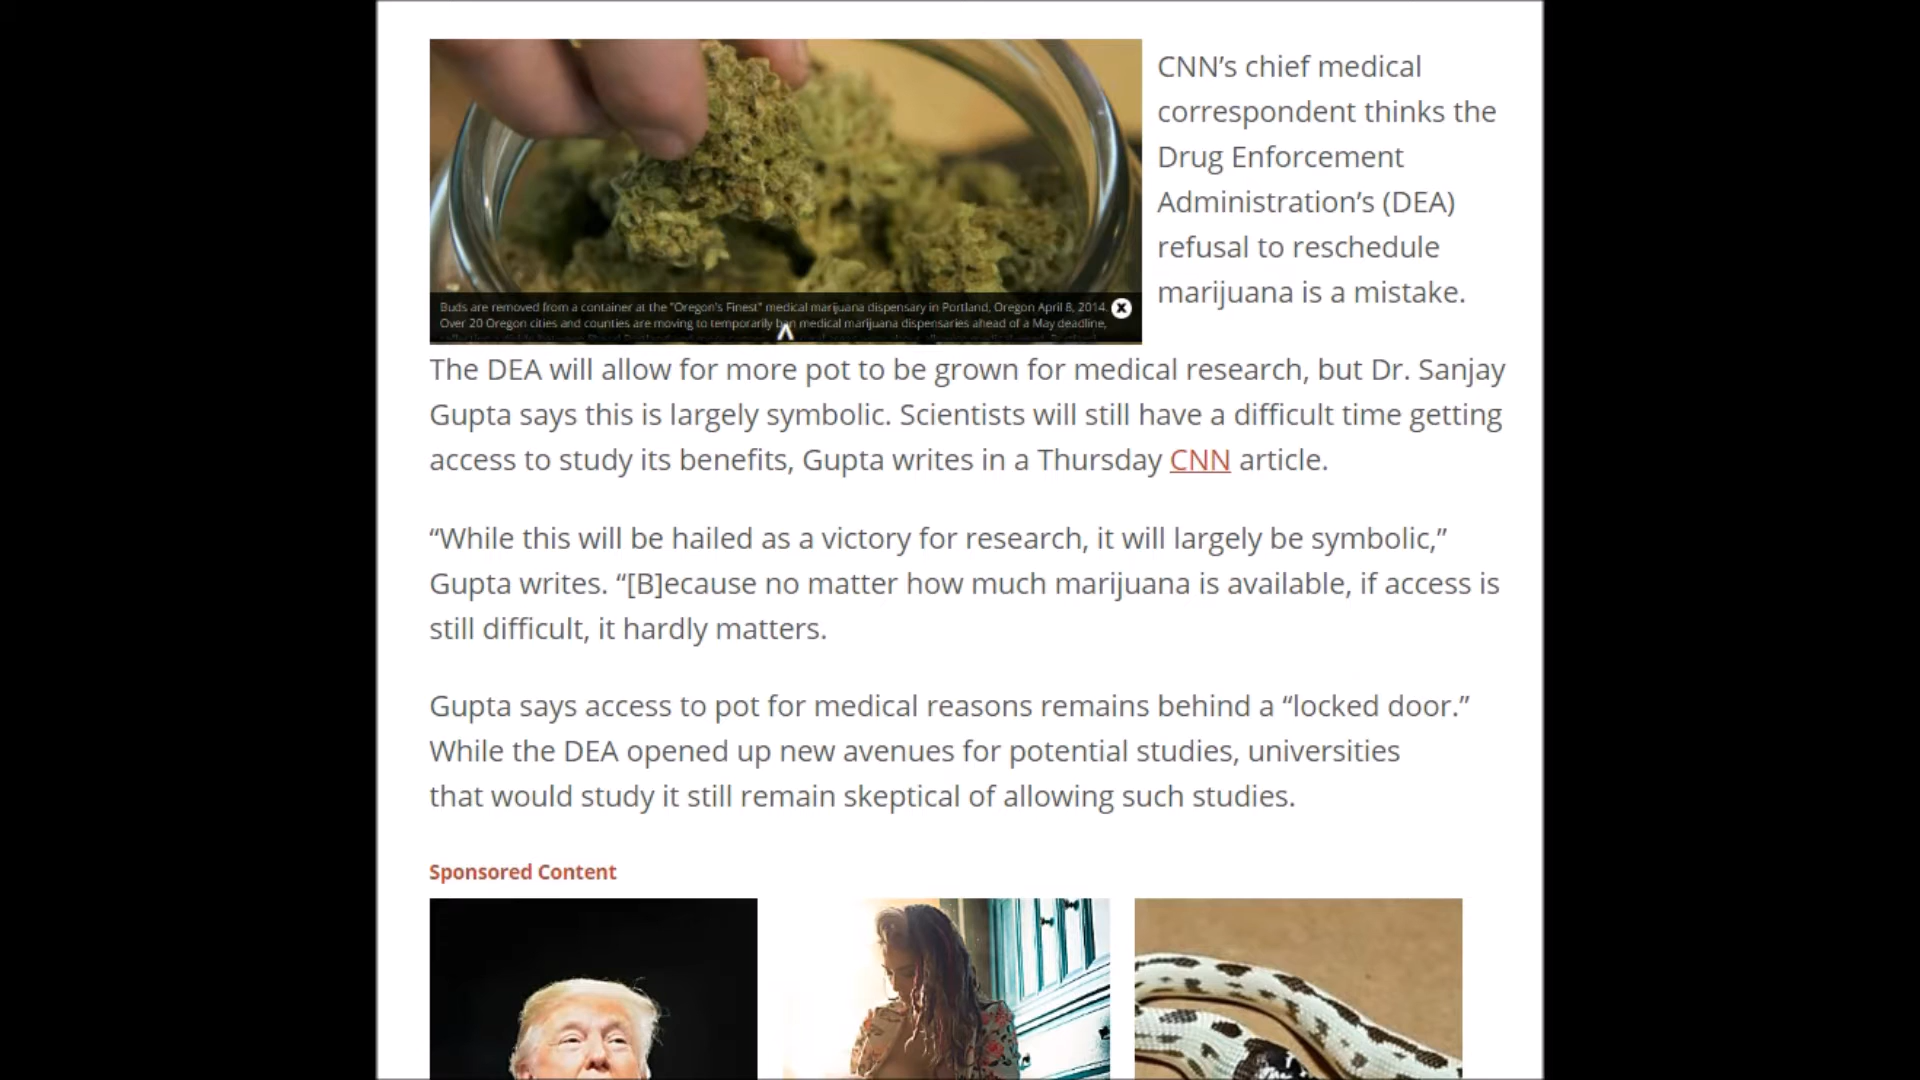 CNN’s chief medical
correspondent thinks the
Drug Enforcement
Administration’s (DEA)
refusal to reschedule
marijuana is a mistake.
Buds are removed from a container at the "Oregon's Finest" medical marijuana dispensary in Portland, Oregon April 8, 2014.
Over 20 Oregon cities and counties are moving to temporarily ban medical marijuana dispensaries ahead of a May deadline,
The DEA will allow for more pot to be grown for medical research, but Dr. Sanjay
Gupta says this is largely symbolic. Scientists will still have a difficult time getting
access to study its benefits, Gupta writes in a Thursday CNN article.
“While this will be hailed as a victory for research, it will largely be symbolic,”
Gupta writes. “[B]ecause no matter how much marijuana is available, if access is
still difficult, it hardly matters.
Gupta says access to pot for medical reasons remains behind a “locked door.”
While the DEA opened up new avenues for potential studies, universities
that would study it still remain skeptical of allowing such studies.
Sponsored Content